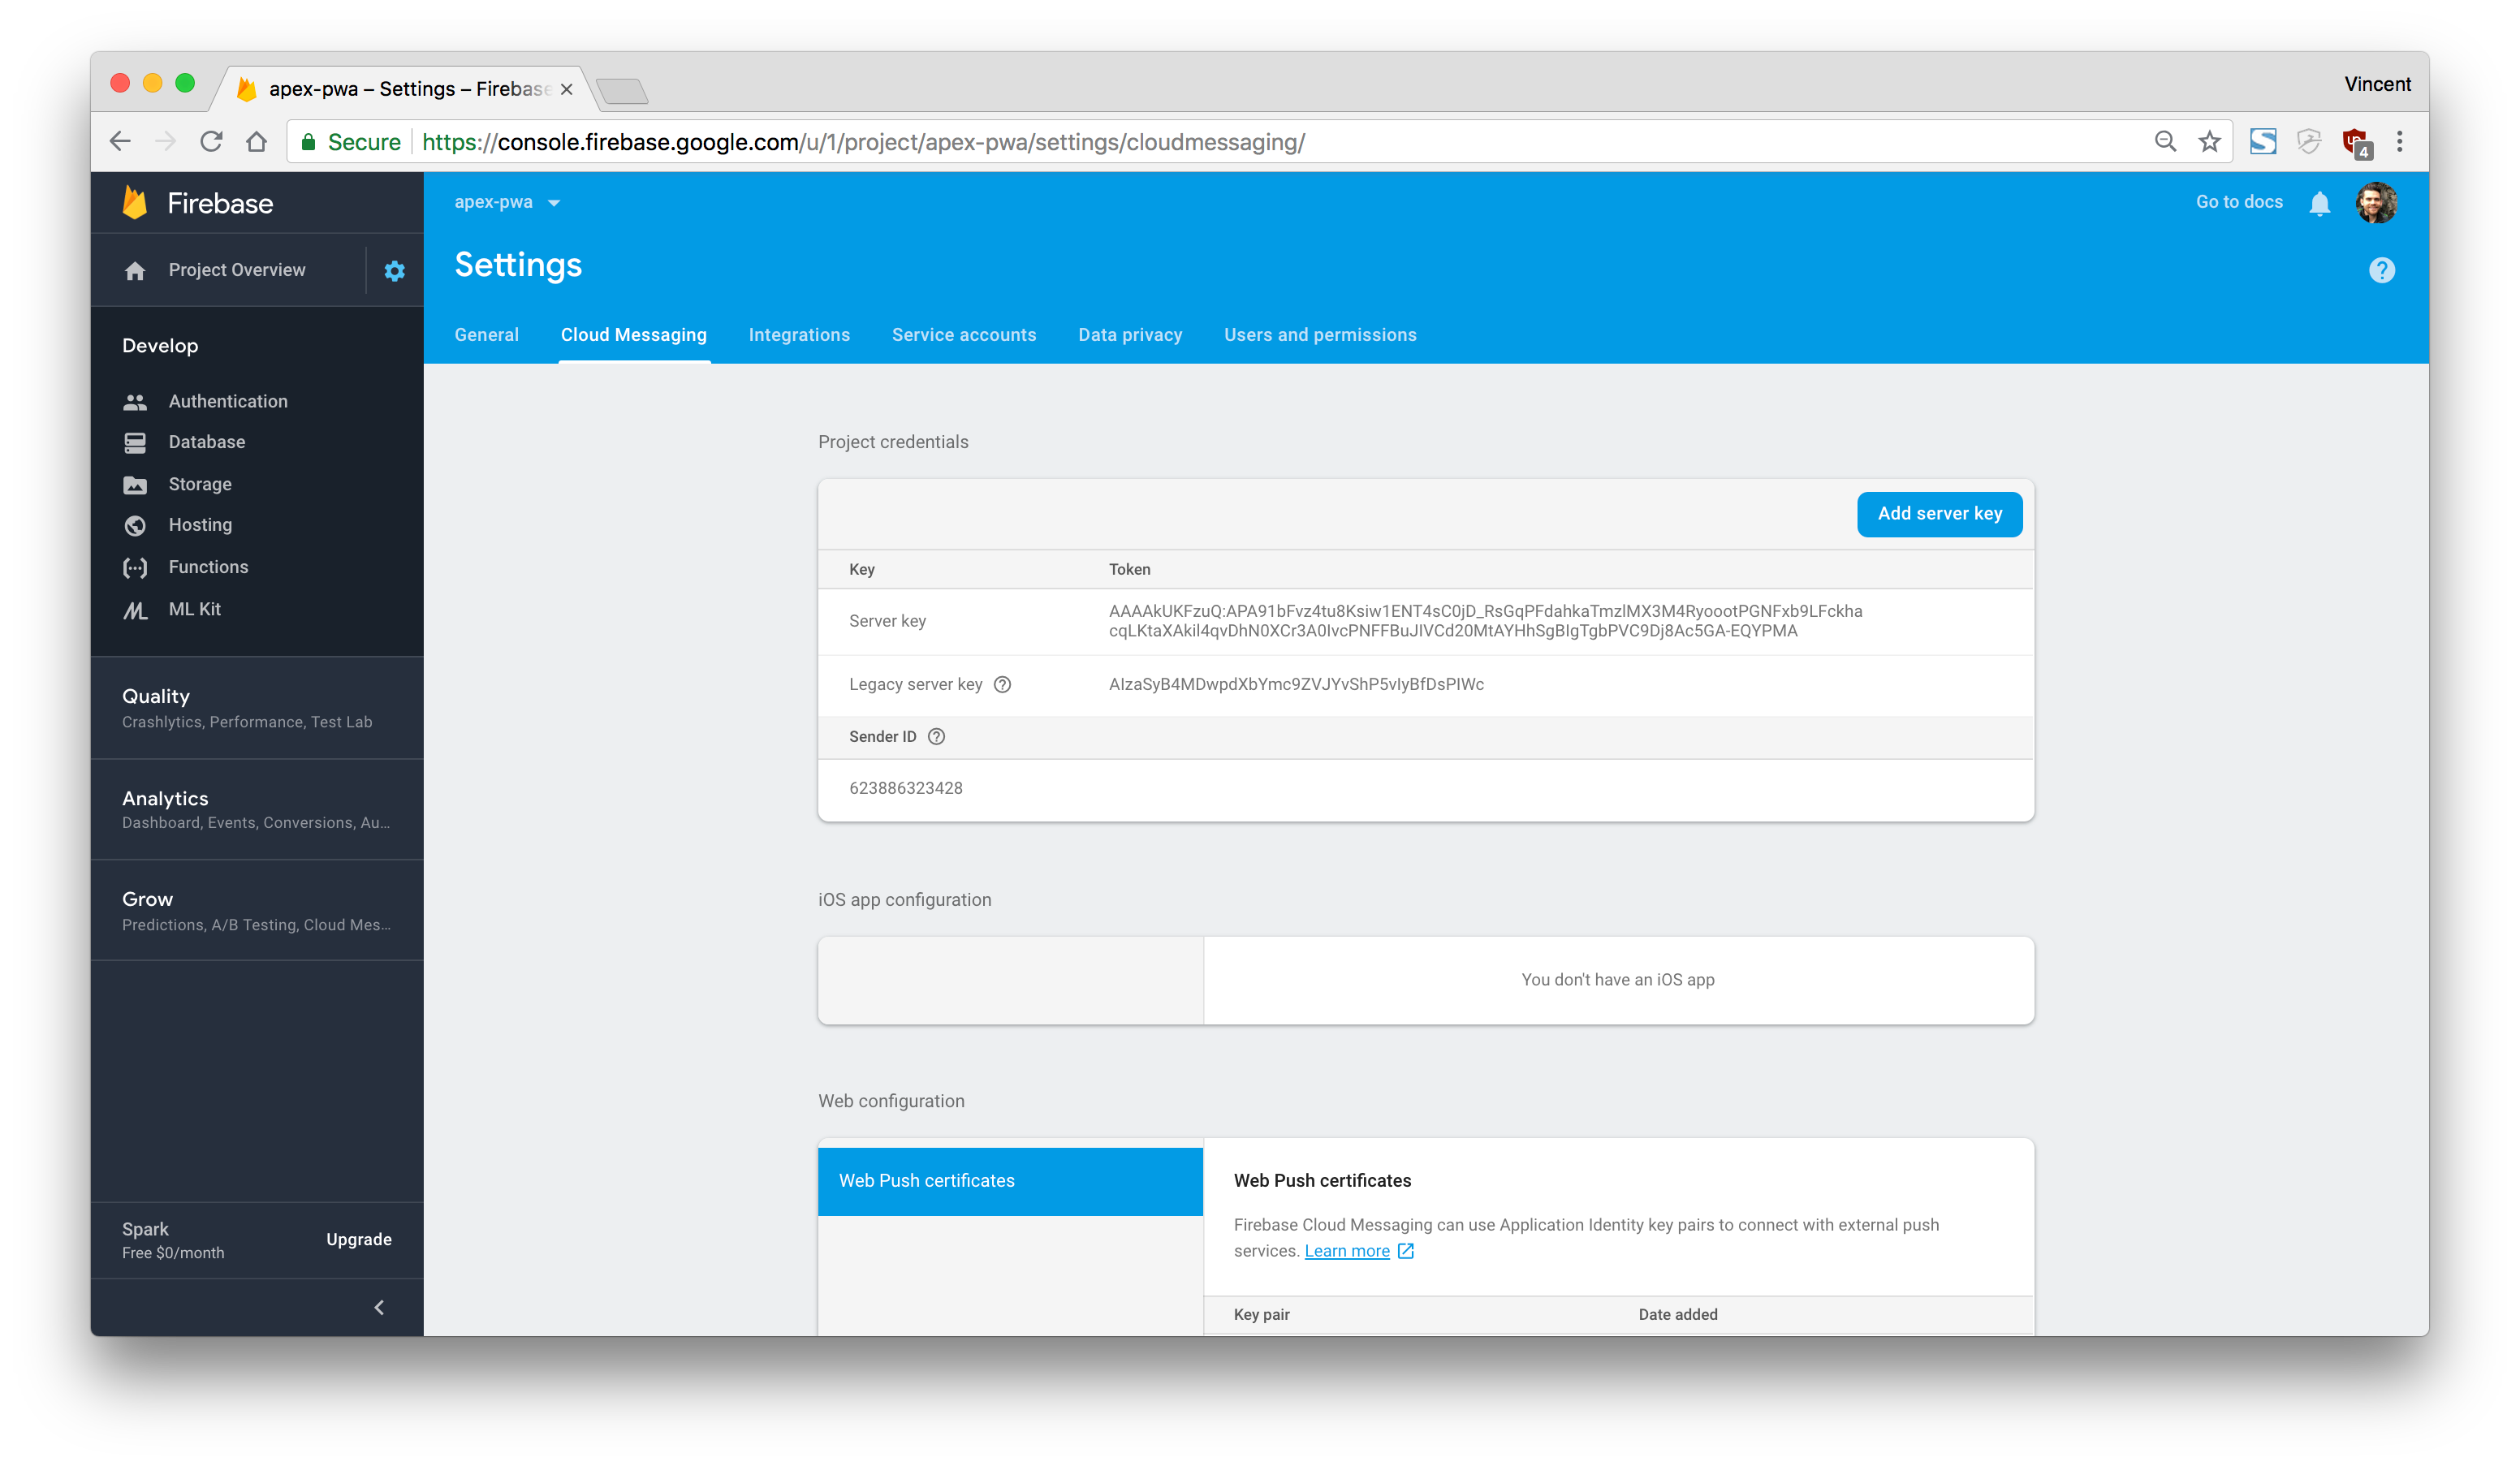 apex-pwa – Settings – Firebase
Vincent
Secure
https://console.firebase.google.com/u/1/project/apex-pwa/settings/cloudmessaging/
4
Firebase
apex-pwa
Go to docs
Project Overview
Settings
General
Cloud Messaging
Integrations
Service accounts
Data privacy
Users and permissions
Develop
Authentication
Database
Storage
Hosting
Functions
ML Kit
Quality
Crashlytics, Performance, Test Lab
Analytics
Dashboard, Events, Conversions, Au...
Grow
Predictions, A/B Testing, Cloud Mes...
Spark
Free $0/month
Upgrade
Project credentials
Add server key
Key
Token
Server key
AAAAkUKFzuQ:APA91bFvz4tu8Ksiw1ENT4sC0jD_RsGqPFdahkaTmzlMX3M4RyoootPGNFxb9LFckha
cqLKtaXAkil4qvDhN0XCr3A0IvcPNFFBuJIVCd20MtAYHhSgBIgTgbPVC9Dj8Ac5GA-EQYPMA
Legacy server key
AIzaSyB4MDwpdXbYmc9ZVJYvShP5vIyBfDsPIWc
Sender ID
623886323428
iOS app configuration
You don't have an iOS app
Web configuration
Web Push certificates
Web Push certificates
Firebase Cloud Messaging can use Application Identity key pairs to connect with external push
services. Learn more
Key pair
Date added